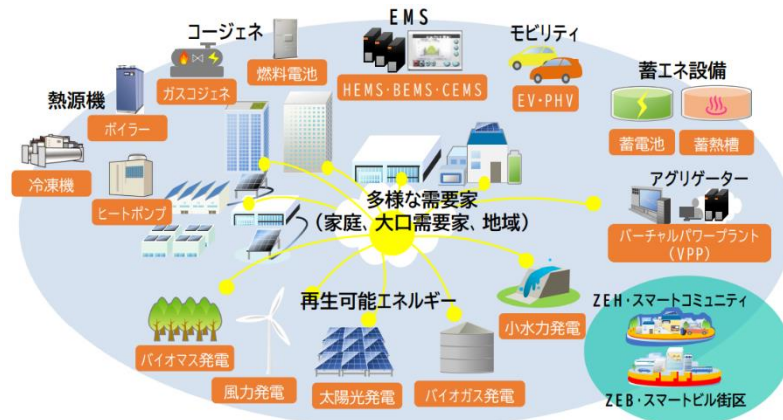 EMS
コージェネ
モビリティ
燃料電池
HEMS・BEMS・CEMS
EV・PHV
蓄エネ設備
ガスコジェネ
熱源機
ボイラー
蓄電池
蓄熱槽
冷凍機
ヒートポンプ
アグリゲーター
バーチャルパワープラント
(VPP)
多様な需要家
(家庭、大口需要家、地域)
再生可能エネルギー
小水力発電
ZEH・スマートコミュニティ
バイオマス発電
風力発電
太陽光発電
バイオガス発電
ZEB・スマートビル街区